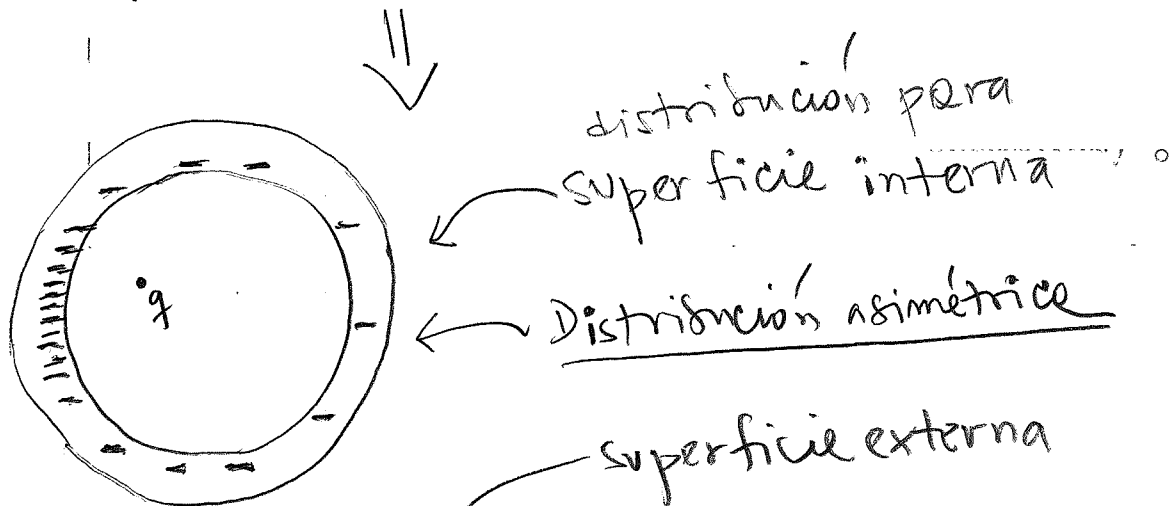 distribución para
superficie interna
q
Distribución asimétrica
superficie externa